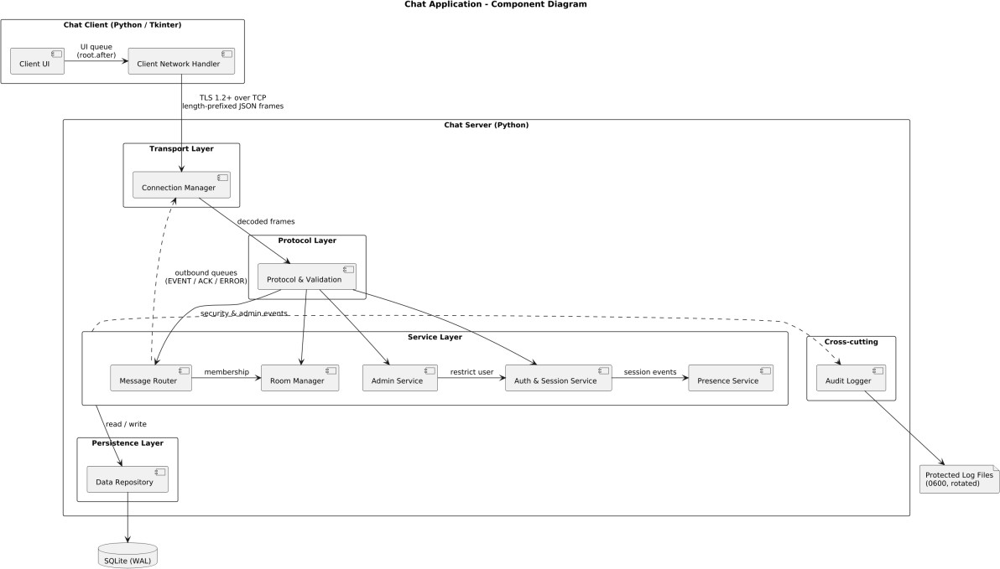 Chat Application - Component Diagram
Chat Client (Python / Tkinter)
Client UI
UI queue
(root.after)
Client Network Handler
TLS 1.2+ over TCP
length-prefixed JSON frames
Chat Server (Python)
Transport Layer
Connection Manager
decoded frames
Protocol Layer
Protocol & Validation
outbound queues
(EVENT / ACK / ERROR)
security & admin events
Service Layer
Message Router
membership
Room Manager
Admin Service
restrict user
Auth & Session Service
session events
Presence Service
Cross-cutting
Audit Logger
read / write
Persistence Layer
Data Repository
Protected Log Files
(0600, rotated)
SQLite (WAL)